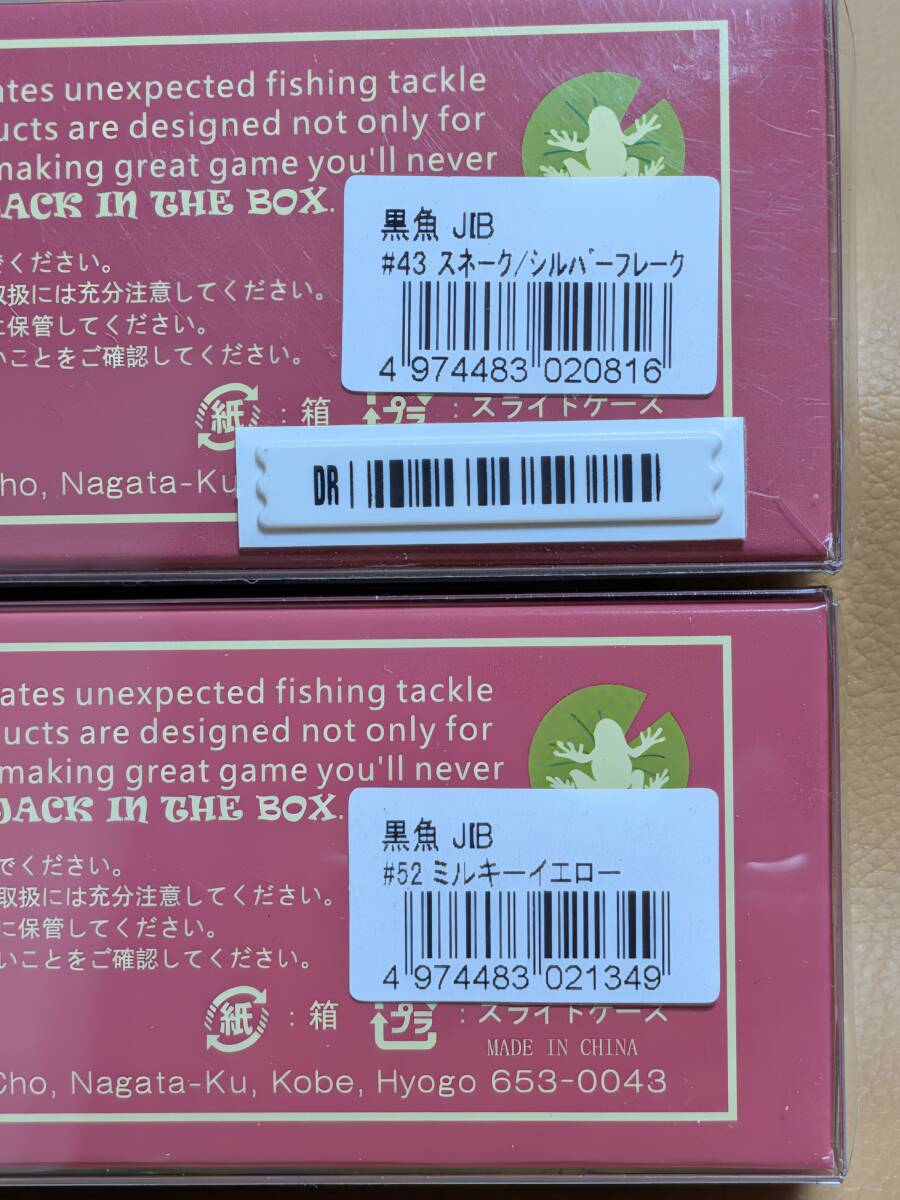 ates unexpected fishing tackle
ucts are designed not only for
making great game you'll never
JACK IN THE BOX.
黒魚 JIB
#43 スネーク/シルバーフレーク
4 974483 020816
でください。
取扱には充分注意してください。
に保管してください。
いことをご確認してください。
紙 : 箱 プラ : スライドケース
DR
ho, Nagata-Ku
ates unexpected fishing tackle
ucts are designed not only for
making great game you'll never
JACK IN THE BOX.
黒魚 JIB
#52 ミルキーイエロー
4 974483 021349
でください。
取扱には充分注意してください。
に保管してください。
いことをご確認してください。
紙 : 箱 プラ : スライドケース
MADE IN CHINA
Cho, Nagata-Ku, Kobe, Hyogo 653-0043